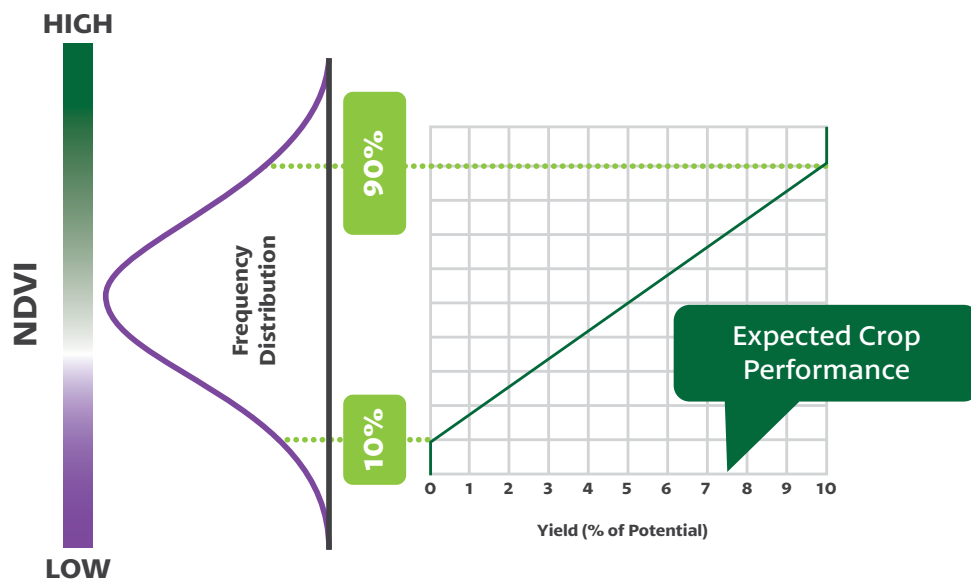 HIGH
NDVI
LOW
Frequency
Distribution
90%
10%
Expected Crop
Performance
0 1 2 3 4 5 6 7 8 9 10
Yield (% of Potential)